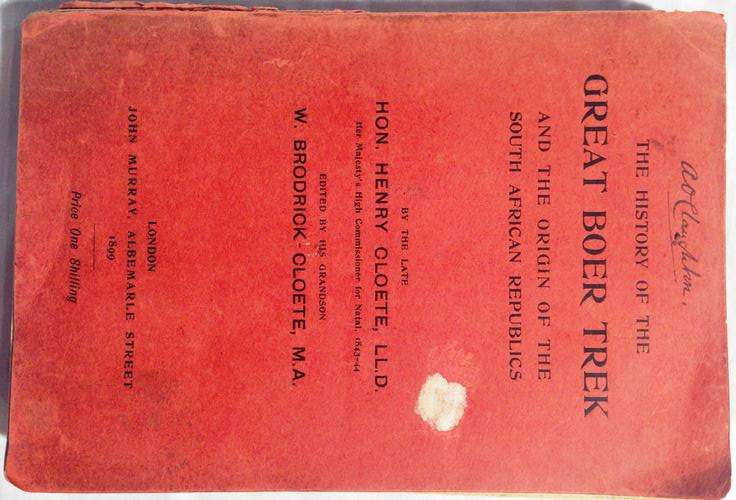 THE HISTORY OF THE
GREAT BOER TREK
AND THE ORIGIN OF THE
SOUTH AFRICAN REPUBLICS
BY THE LATE
HON. HENRY CLOETE, LL.D.
Her Majesty's High Commissioner for Natal, 1843-44
EDITED BY HIS GRANDSON
W. BRODRICK CLOETE, M.A.
LONDON
JOHN MURRAY, ALBEMARLE STREET
1899
Price One Shilling